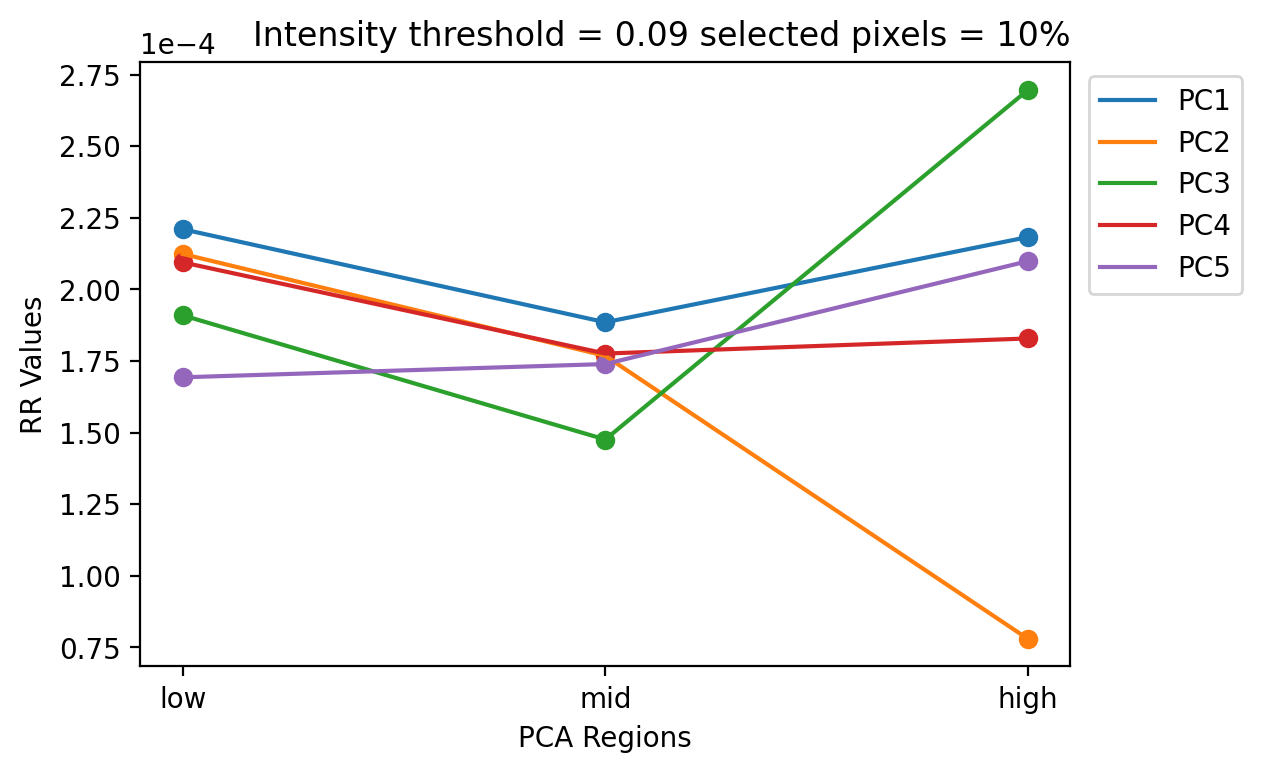 Intensity threshold = 0.09 selected pixels = 10%
1e−4
2.75
2.50
2.25
2.00
1.75
1.50
1.25
1.00
0.75
RR Values
low
mid
high
PCA Regions
PC1
PC2
PC3
PC4
PC5